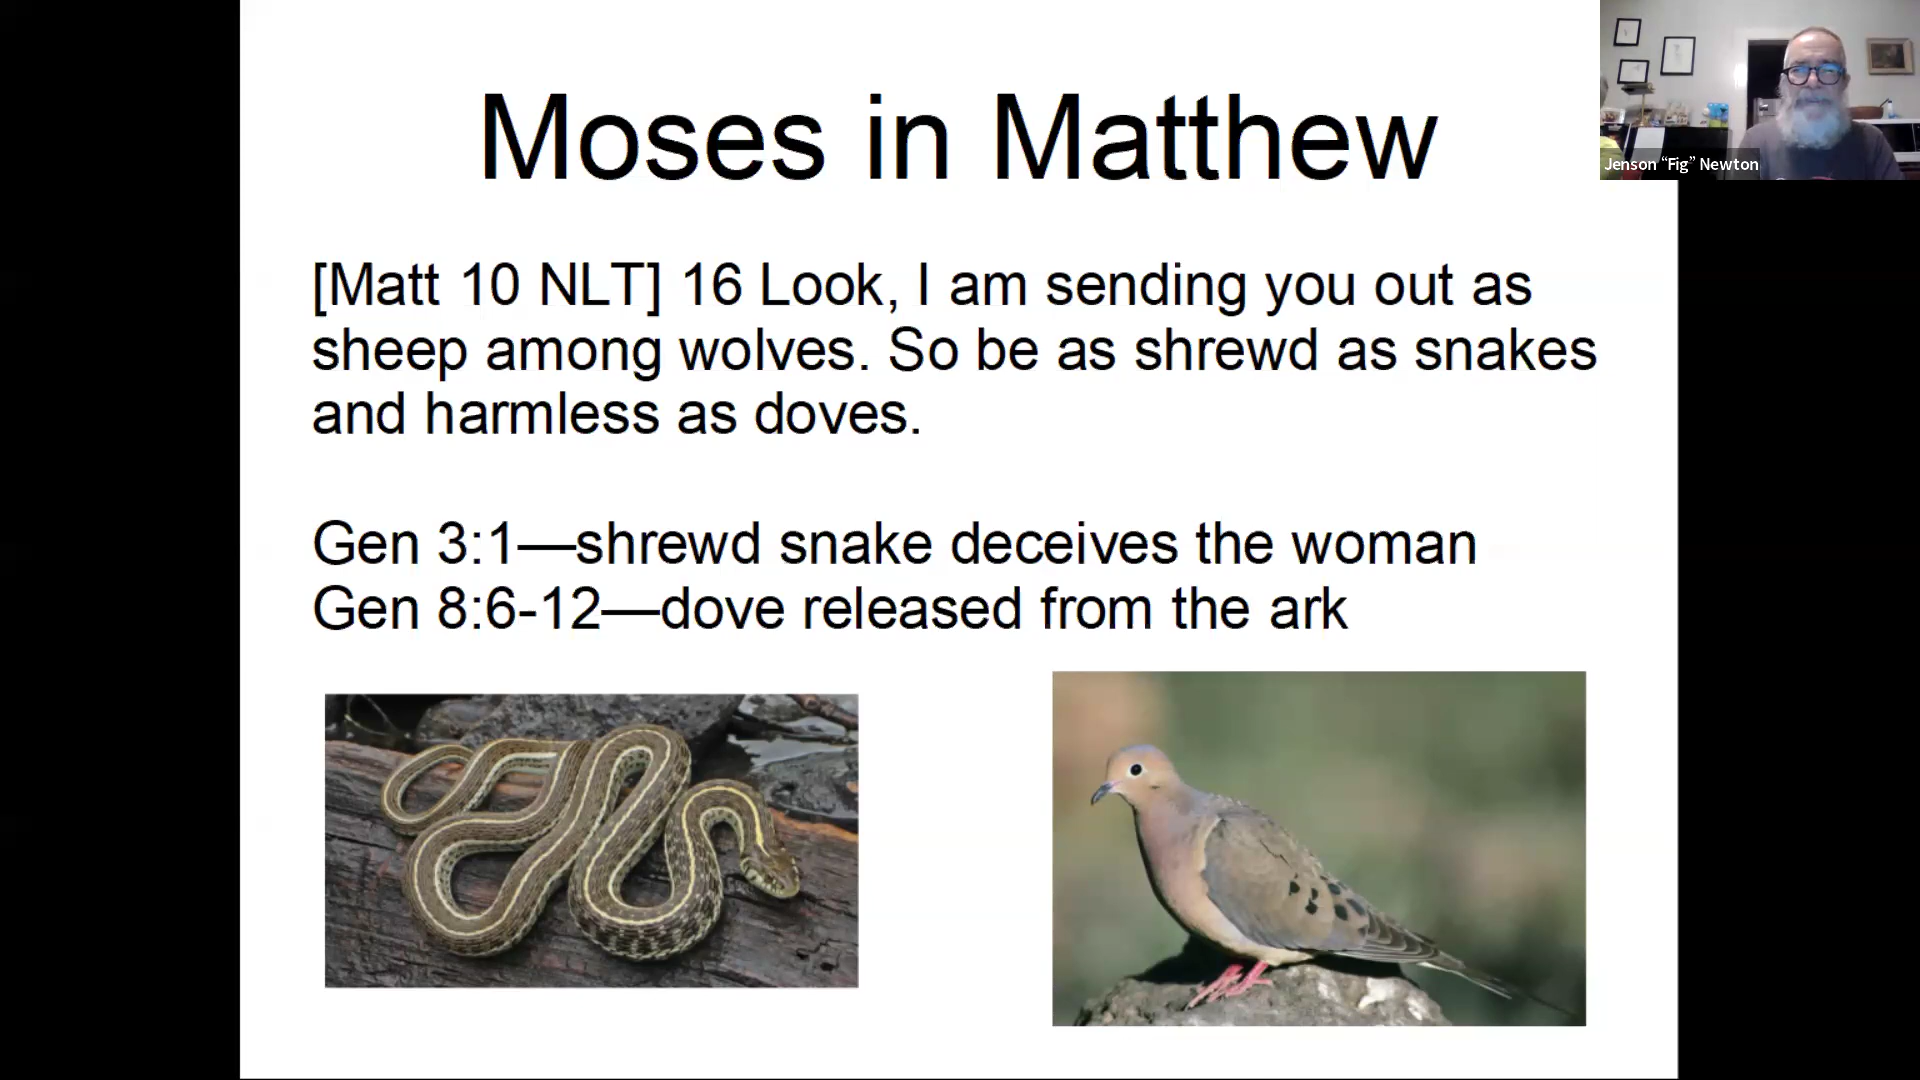 Moses in Matthew
Jenson “Fig” Newton
[Matt 10 NLT] 16 Look, I am sending you out as
sheep among wolves. So be as shrewd as snakes
and harmless as doves.
Gen 3:1—shrewd snake deceives the woman
Gen 8:6-12—dove released from the ark